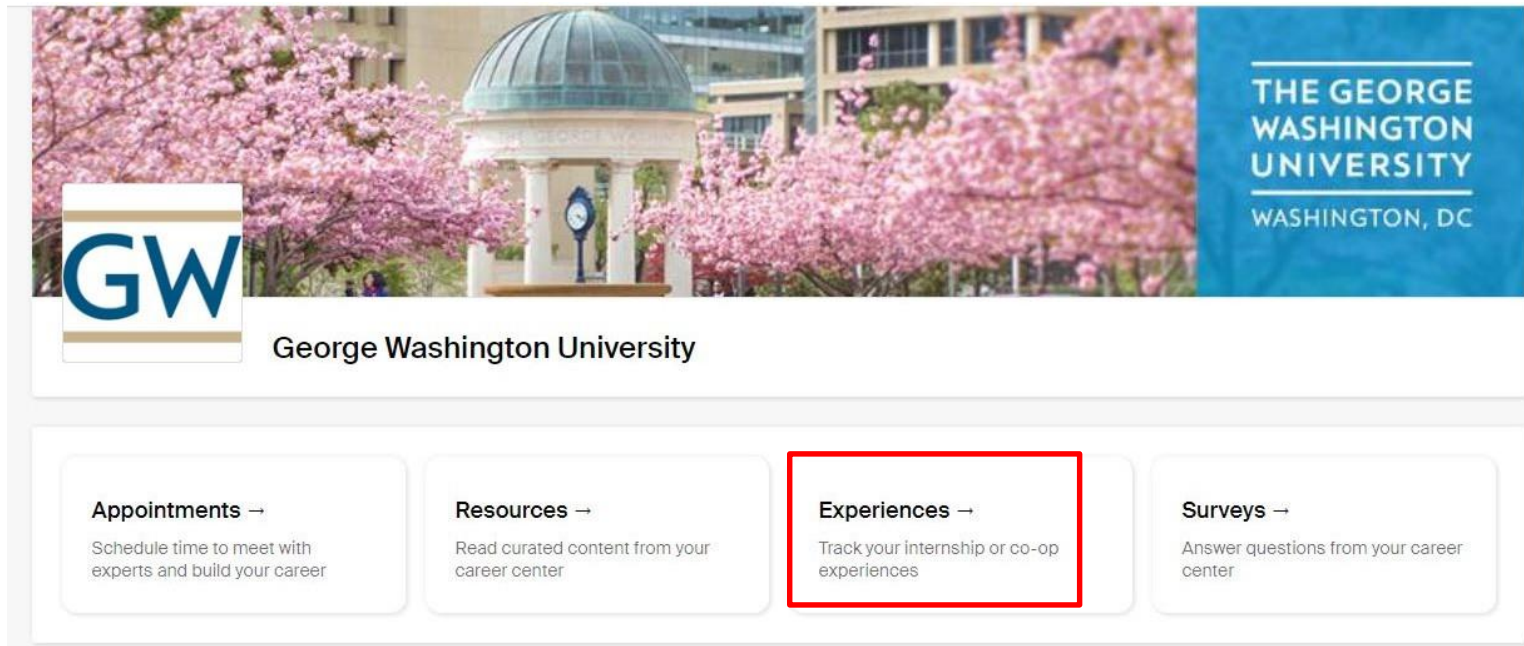 THE GEORGE
WASHINGTON
UNIVERSITY
WASHINGTON, DC
GW
George Washington University
Appointments →
Schedule time to meet with
experts and build your career
Resources →
Read curated content from your
career center
Experiences →
Track your internship or co-op
experiences
Surveys →
Answer questions from your career
center